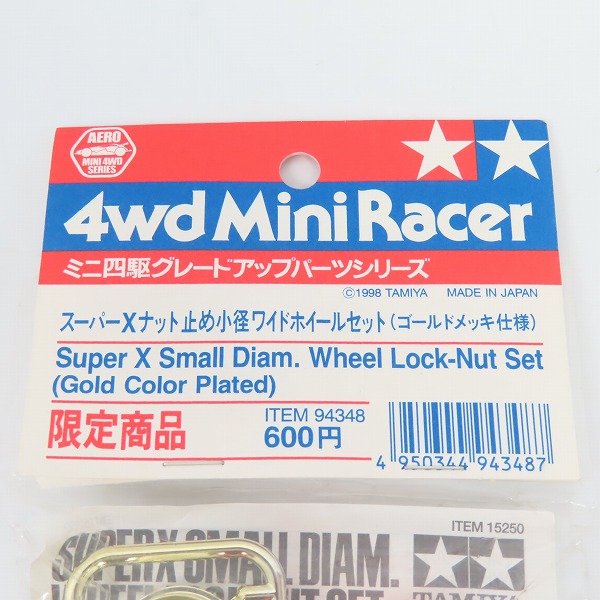 AERO
MINI 4WD
SERIES
4wd Mini Racer
ミニ四駆グレードアップパーツシリーズ
©1998 TAMIYA MADE IN JAPAN
スーパーXナット止め小径ワイドホイールセット(ゴールドメッキ仕様)
Super X Small Diam. Wheel Lock-Nut Set
(Gold Color Plated)
限定商品
ITEM 94348
600円
4 950344 943487
ITEM 15250
SUPER X SMALL DIAM.
TAMIYA